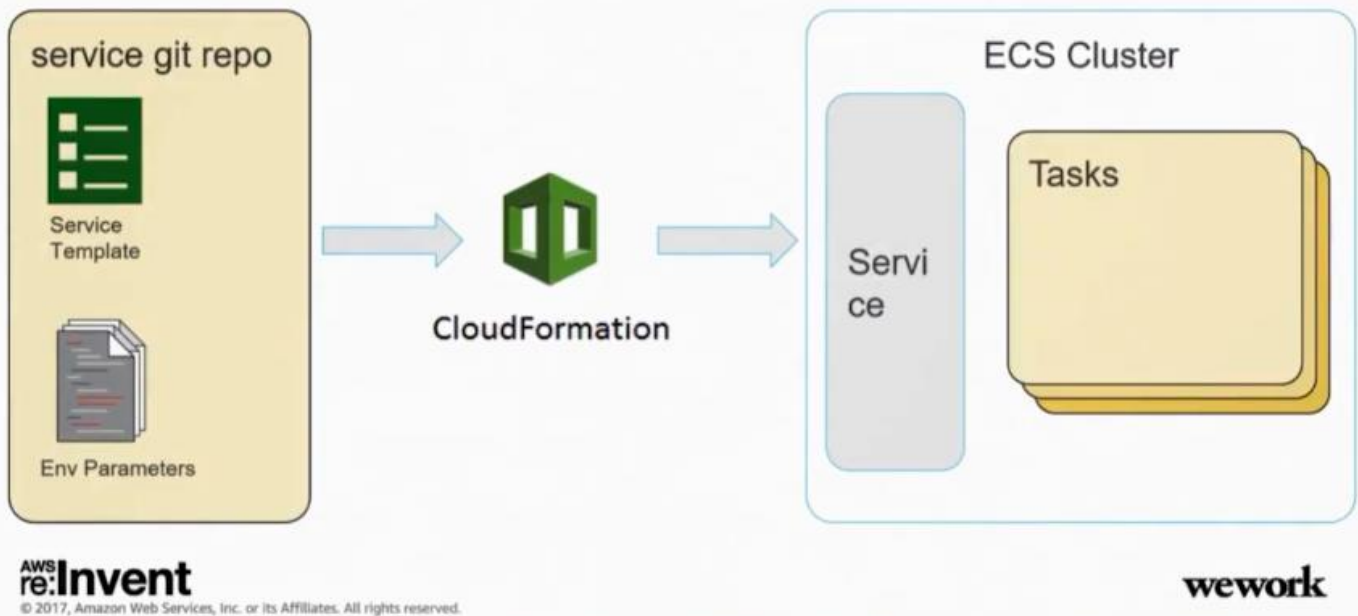 service git repo
Service
Template
Env Parameters
CloudFormation
ECS Cluster
Servi
ce
Tasks
AWS
re:Invent
© 2017, Amazon Web Services, Inc. or its Affiliates. All rights reserved.
wework